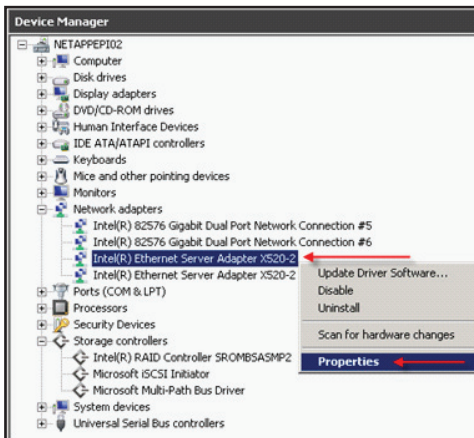 Device Manager
NETAPPEPI02
Computer
Disk drives
Display adapters
DVD/CD-ROM drives
Human Interface Devices
IDE ATA/ATAPI controllers
Keyboards
Mice and other pointing devices
Monitors
Network adapters
Intel(R) 82576 Gigabit Dual Port Network Connection #5
Intel(R) 82576 Gigabit Dual Port Network Connection #6
Intel(R) Ethernet Server Adapter X520-2
Intel(R) Ethernet Server Adapter X520-2
Ports (COM & LPT)
Processors
Security Devices
Storage controllers
Intel(R) RAID Controller SROMBSASMP2
Microsoft iSCSI Initiator
Microsoft Multi-Path Bus Driver
System devices
Universal Serial Bus controllers
Update Driver Software...
Disable
Uninstall
Scan for hardware changes
Properties